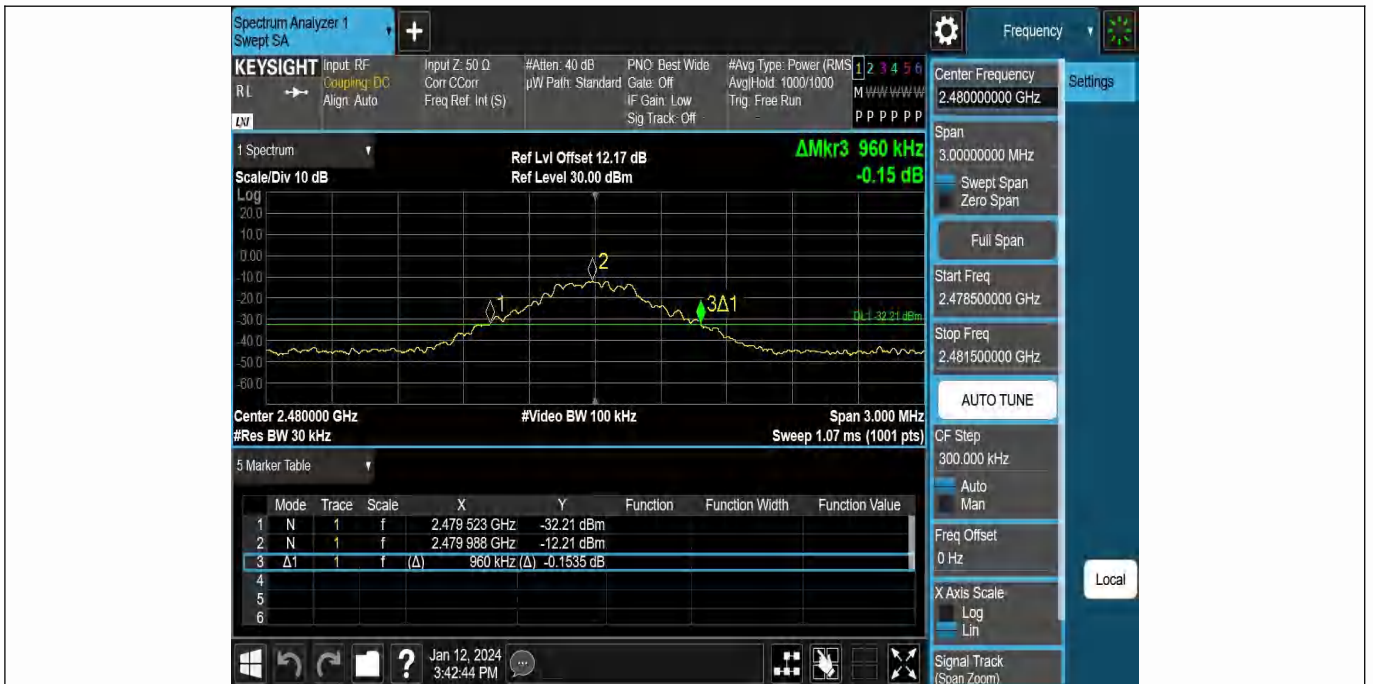 Spectrum Analyzer 1
Swept SA
Frequency
KEYSIGHT
RL
LXI
Input: RF
Coupling: DC
Align: Auto
Input Z: 50 Ω
Corr CCorr
Freq Ref: Int (S)
#Atten: 40 dB
µW Path: Standard
PNO: Best Wide
Gate: Off
IF Gain: Low
Sig Track: Off
#Avg Type: Power (RMS
Avg|Hold: 1000/1000
Trig: Free Run
1 2 3 4 5 6
M W W W W W
P P P P P P
1 Spectrum
Scale/Div 10 dB
Ref Lvl Offset 12.17 dB
Ref Level 30.00 dBm
ΔMkr3 960 kHz
-0.15 dB
Log
20.0
10.0
0.00
-10.0
-20.0
-30.0
-40.0
-50.0
-60.0
1
2
3Δ1
DL1 -32.21 dBm
Center 2.480000 GHz
#Video BW 100 kHz
Span 3.000 MHz
#Res BW 30 kHz
Sweep 1.07 ms (1001 pts)
5 Marker Table
Mode Trace Scale X Y Function Function Width Function Value
1 N 1 f 2.479 523 GHz -32.21 dBm
2 N 1 f 2.479 988 GHz -12.21 dBm
3 Δ1 1 f (Δ) 960 kHz (Δ) -0.1535 dB
4
5
6
Jan 12, 2024
3:42:44 PM
Center Frequency
2.480000000 GHz
Settings
Span
3.00000000 MHz
Swept Span
Zero Span
Full Span
Start Freq
2.478500000 GHz
Stop Freq
2.481500000 GHz
AUTO TUNE
CF Step
300.000 kHz
Auto
Man
Freq Offset
0 Hz
Local
X Axis Scale
Log
Lin
Signal Track
(Span Zoom)